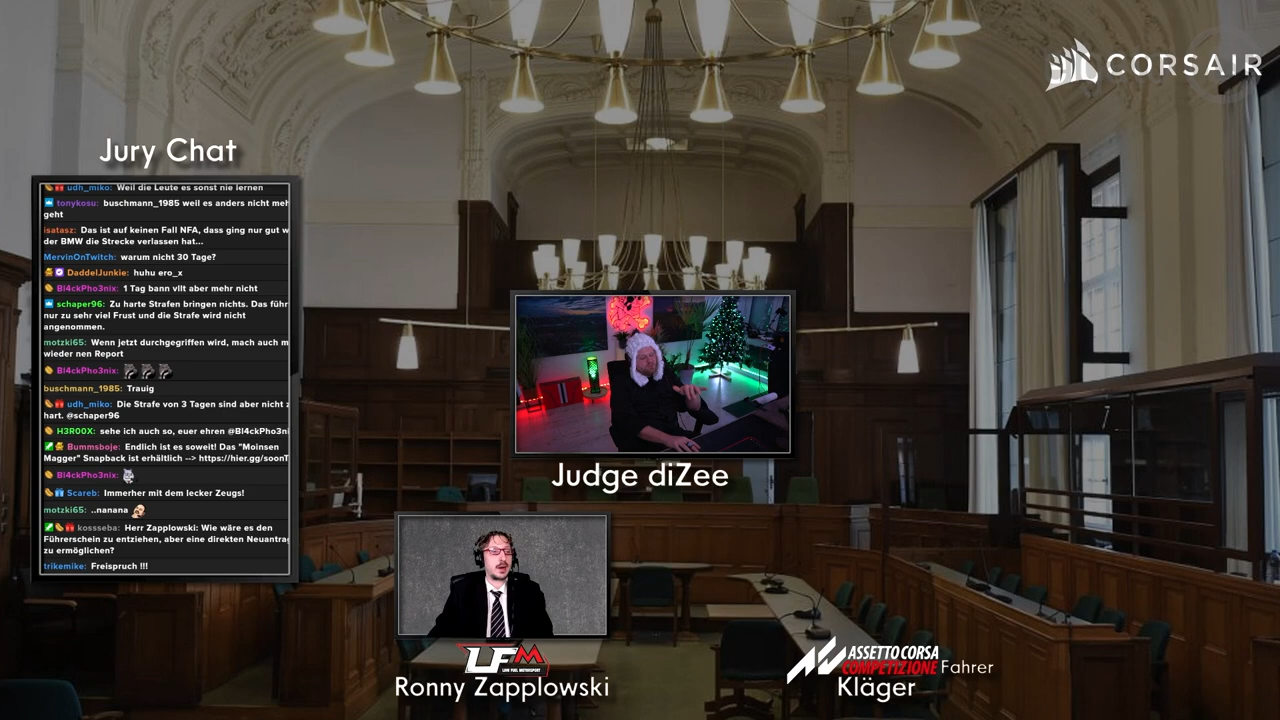 CORSAIR
Jury Chat
udh_miko: Weil die Leute es sonst nie lernen
tonykosu: buschmann_1985 weil es anders nicht meh
geht
isatasz: Das ist auf keinen Fall NFA, dass ging nur gut w
der BMW die Strecke verlassen hat...
MervinOnTwitch: warum nicht 30 Tage?
DaddelJunkie: huhu ero_x
Bl4ckPho3nix: 1 Tag bann vllt aber mehr nicht
schaper96: Zu harte Strafen bringen nichts. Das führ
nur zu sehr viel Frust und die Strafe wird nicht
angenommen.
motzki65: Wenn jetzt durchgegriffen wird, mach auch m
wieder nen Report
Bl4ckPho3nix:
buschmann_1985: Trauig
udh_miko: Die Strafe von 3 Tagen sind aber nicht z
hart. @schaper96
H3R00X: sehe ich auch so, euer ehren @Bl4ckPho3ni
Bummsboje: Endlich ist es soweit! Das "Moinsen
Magger" Snapback ist erhältlich --> https://hier.gg/soonT
Bl4ckPho3nix:
Scareb: Immerher mit dem lecker Zeugs!
motzki65: ..nanana
kossseba: Herr Zapplowski: Wie wäre es den
Führerschein zu entziehen, aber eine direkten Neuantrag
zu ermöglichen?
trikemike: Freispruch !!!
Judge diZee
LFM
LOW FUEL MOTORSPORT
Ronny Zapplowski
ASSETTO CORSA
COMPETIZIONE Fahrer
Kläger